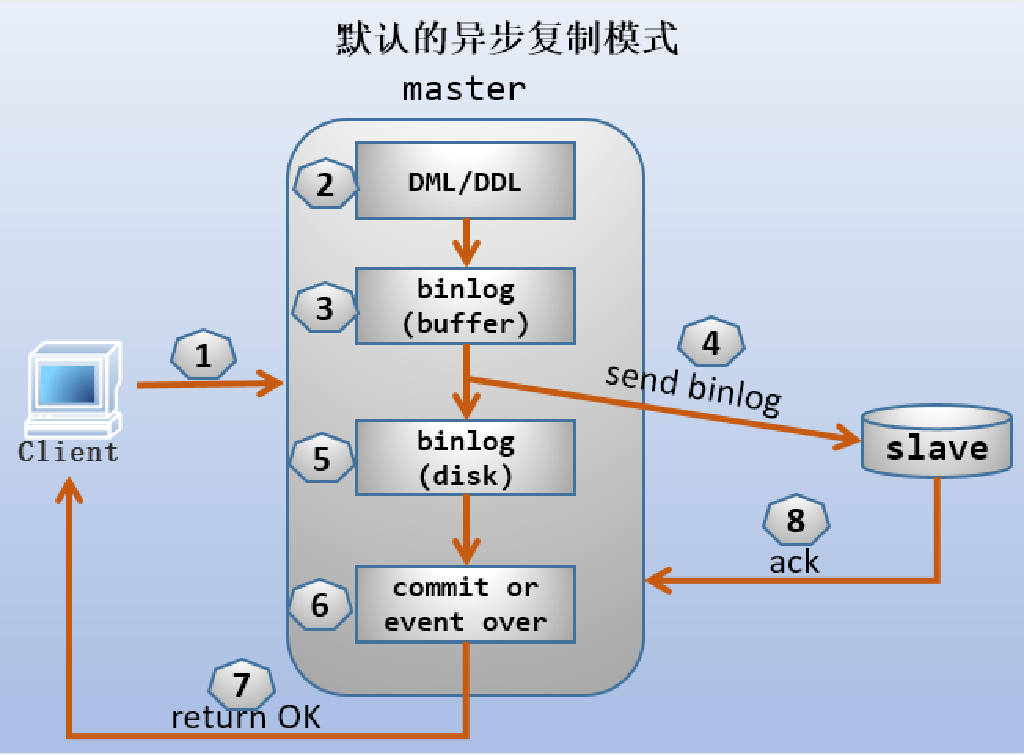 默认的异步复制模式
master
2
DML/DDL
3
binlog
(buffer)
1
4
send binlog
Client
5
binlog
(disk)
slave
8
ack
6
commit or
event over
7
return OK